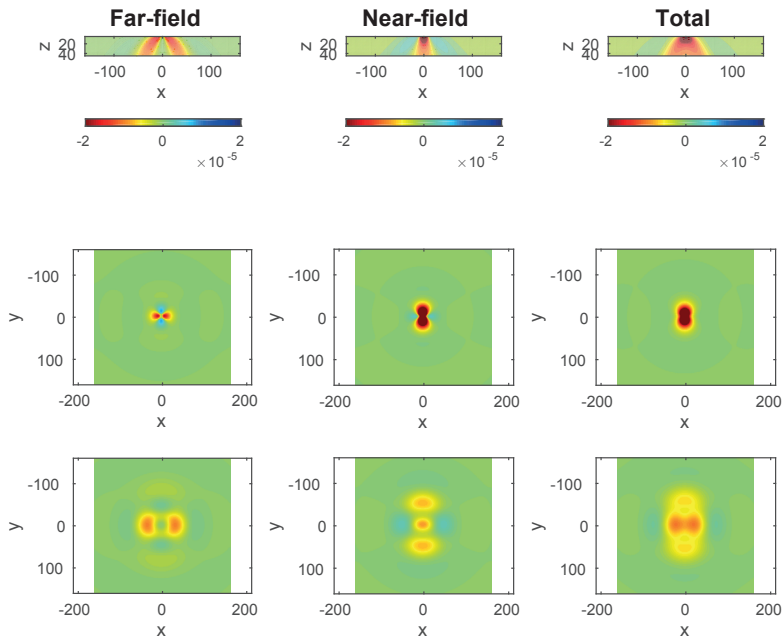 Far-field Near-field Total
z 20 40 z 20 40 z 20 40
-100 0 100 -100 0 100 -100 0 100
x x x
-2 0 2 -2 0 2 -2 0 2
×10⁻⁵ ×10⁻⁵ ×10⁻⁵
-100 -100 -100
y 0 y 0 y 0
100 100 100
-200 0 200 -200 0 200 -200 0 200
x x x
-100 -100 -100
y 0 y 0 y 0
100 100 100
-200 0 200 -200 0 200 -200 0 200
x x x